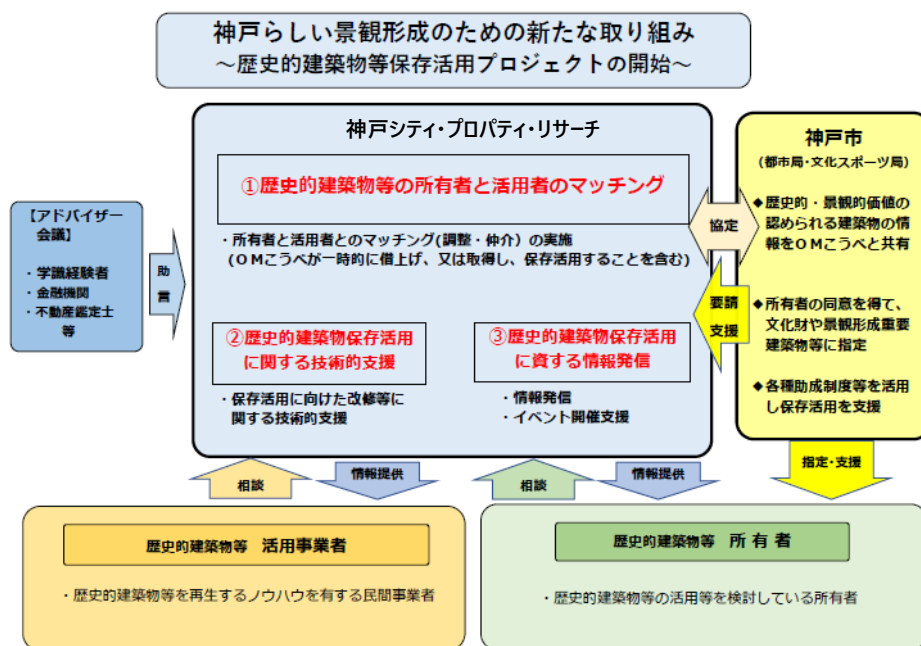 神戸らしい景観形成のための新たな取り組み
～歴史的建築物等保存活用プロジェクトの開始～
神戸シティ・プロパティ・リサーチ
①歴史的建築物等の所有者と活用者のマッチング
・所有者と活用者とのマッチング(調整・仲介）の実施
(ＯＭこうべが一時的に借上げ、又は取得し、保存活用することを含む)
②歴史的建築物保存活用
に関する技術的支援
・保存活用に向けた改修等に
関する技術的支援
③歴史的建築物保存活用
に資する情報発信
・情報発信
・イベント開催支援
【アドバイザー
会議】
・学識経験者
・金融機関
・不動産鑑定士
等
助
言
協定
要請
支援
神戸市
(都市局・文化スポーツ局)
◆歴史的・景観的価値の
認められる建築物の情
報をＯＭこうべと共有
◆所有者の同意を得て、
文化財や景観形成重要
建築物等に指定
◆各種助成制度等を活用
し保存活用を支援
相談
情報提供
相談
情報提供
指定・支援
歴史的建築物等　活用事業者
・歴史的建築物等を再生するノウハウを有する民間事業者
歴史的建築物等　所 有 者
・歴史的建築物等の活用等を検討している所有者